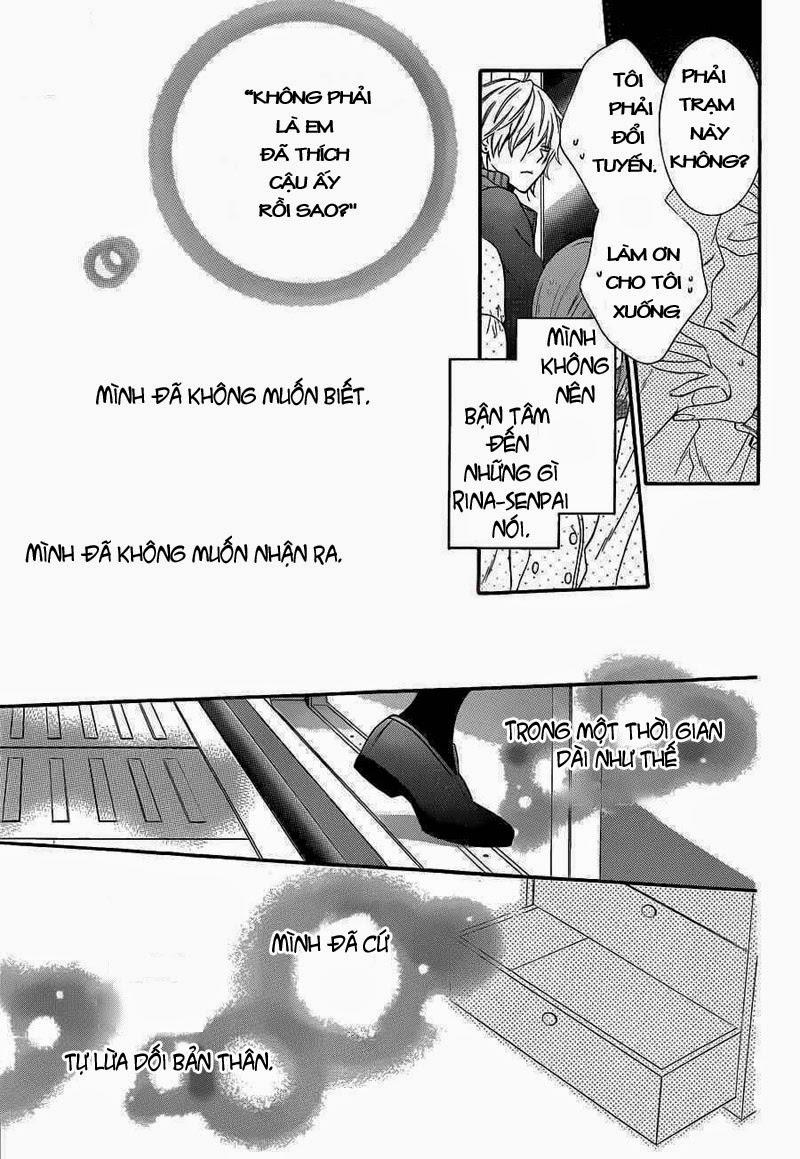 PHẢI
TRẠM
NÀY
KHÔNG?
TÔI
PHẢI
ĐỔI
TUYẾN.
LÀM ƠN
CHO TÔI
XUỐNG.
MÌNH
KHÔNG
NÊN
BẬN TÂM
ĐẾN
NHỮNG GÌ
RINA-SENPAI
NÓI.
"KHÔNG PHẢI
LÀ EM
ĐÃ THÍCH
CẬU ẤY
RỒI SAO?"
MÌNH ĐÃ KHÔNG MUỐN BIẾT.
MÌNH ĐÃ KHÔNG MUỐN NHẬN RA.
TRONG MỘT THỜI GIAN
DÀI NHƯ THẾ
MÌNH ĐÃ CỨ
TỰ LỪA DỐI BẢN THÂN.